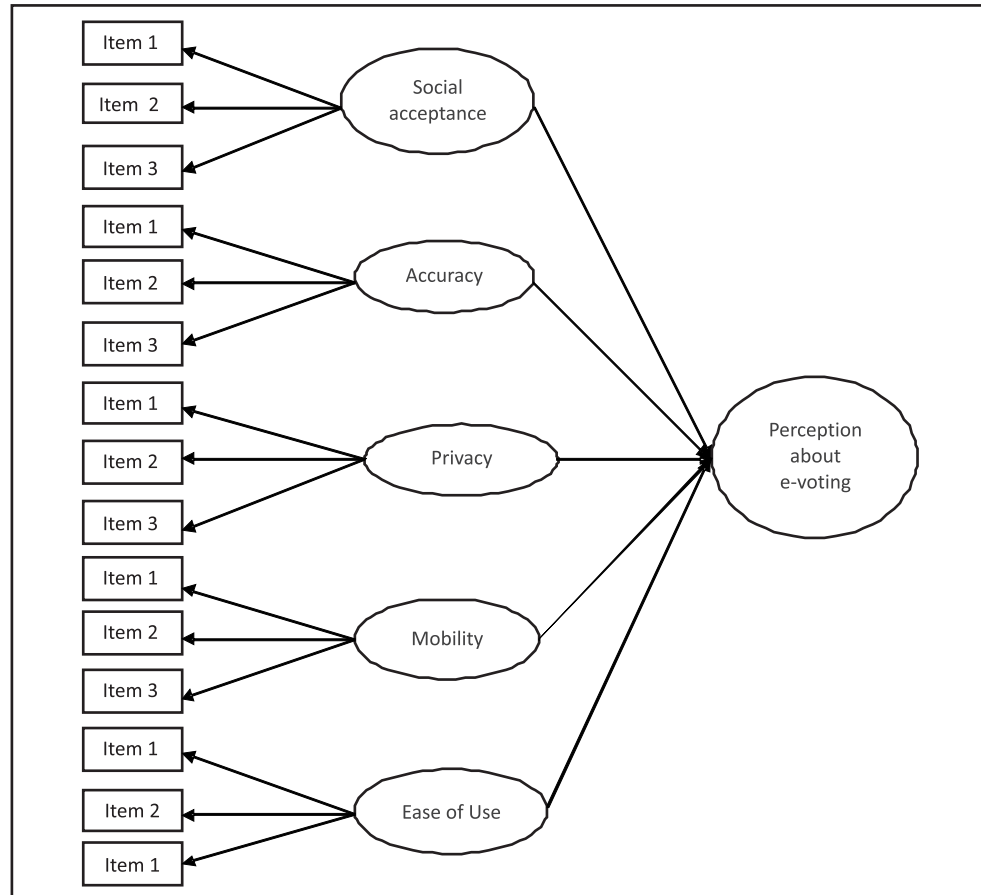 Item 1
Item 2
Item 3
Social
acceptance
Item 1
Item 2
Item 3
Accuracy
Item 1
Item 2
Item 3
Privacy
Item 1
Item 2
Item 3
Mobility
Item 1
Item 2
Item 1
Ease of Use
Perception
about
e-voting